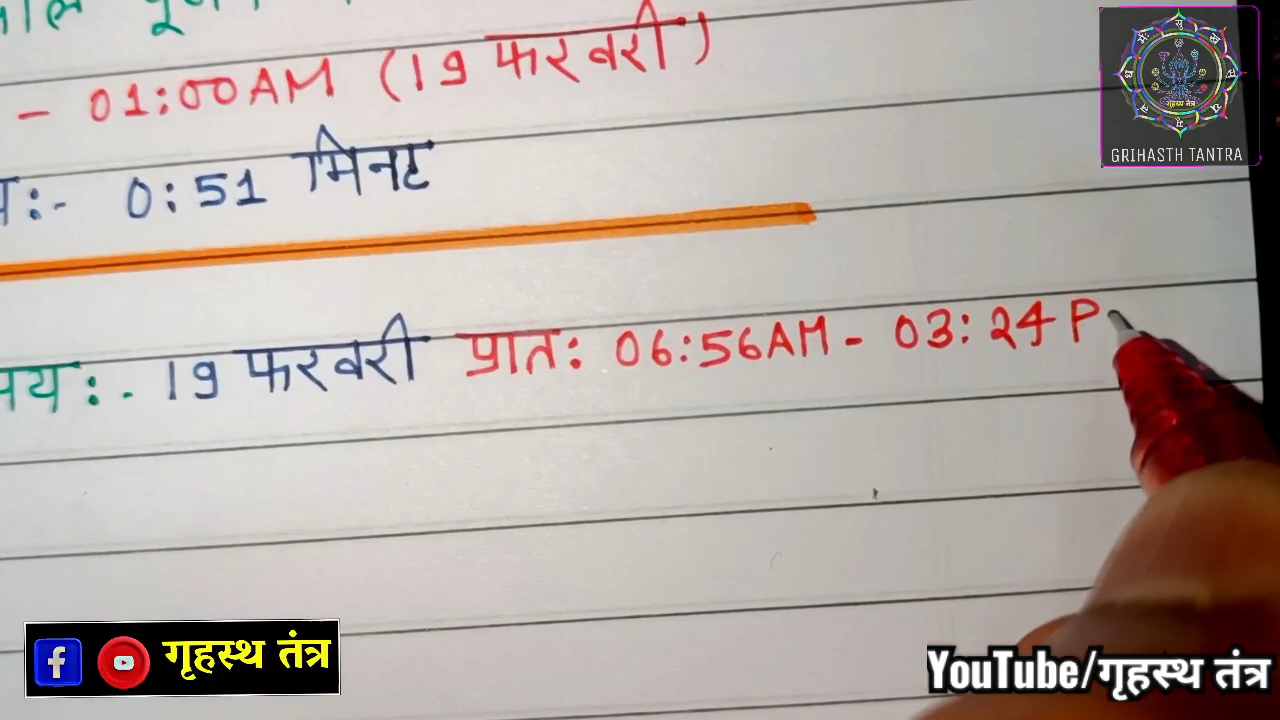 - 01:00AM (19 फरवरी)
:- 0:51 मिनट
:- 19 फरवरी प्रातः 06:56AM - 03:24 P
GRIHASTH TANTRA
गृहस्थ तंत्र
YouTube/गृहस्थ तंत्र